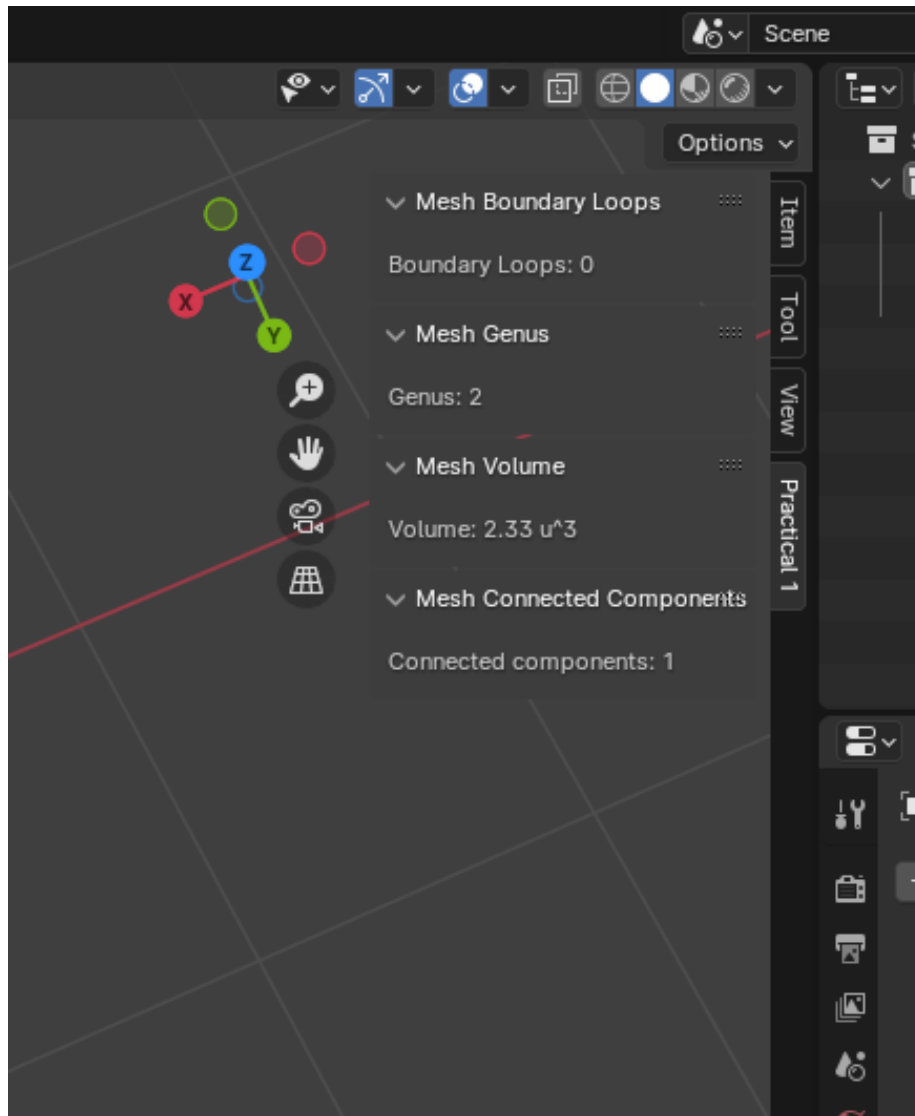 Scene
Options
Mesh Boundary Loops
Boundary Loops: 0
Mesh Genus
Genus: 2
Mesh Volume
Volume: 2.33 u^3
Mesh Connected Components
Connected components: 1
Item
Tool
View
Practical 1
Z
X
Y